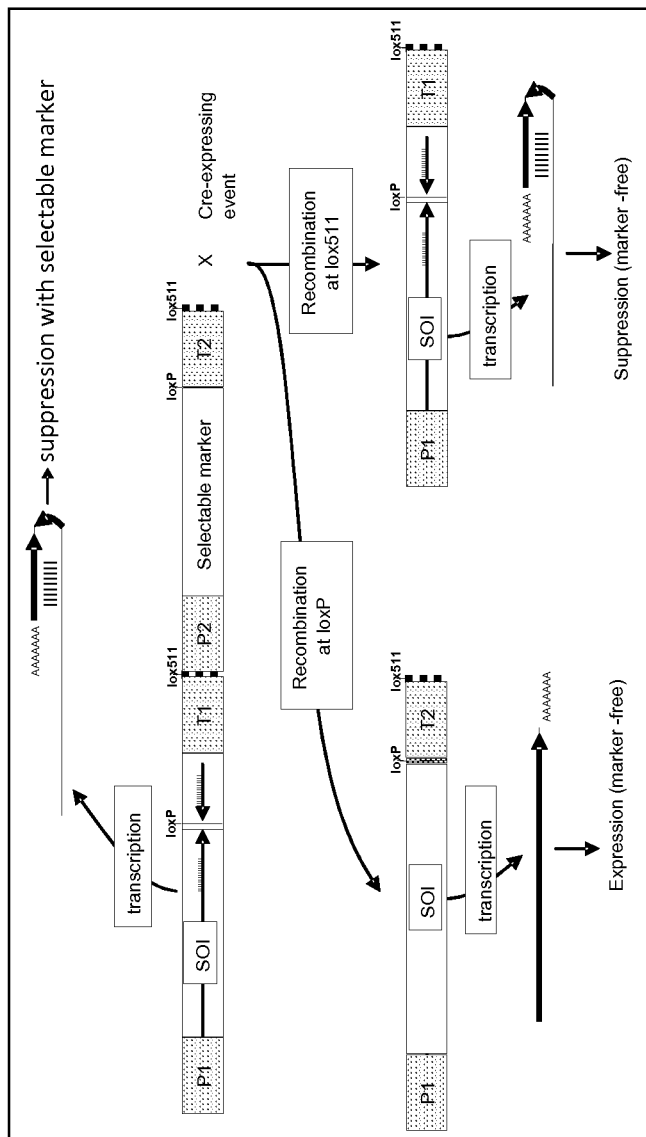 AAAAAAA
suppression with selectable marker
transcription
loxP
lox511
loxP
lox511
P1
SOI
T1
P2
Selectable marker
T2
X
Cre-expressing
event
Recombination
at loxP
Recombination
at lox511
loxP
lox511
P1
SOI
T2
transcription
AAAAAAA
Expression (marker -free)
loxP
lox511
P1
SOI
T1
transcription
AAAAAAA
Suppression (marker -free)